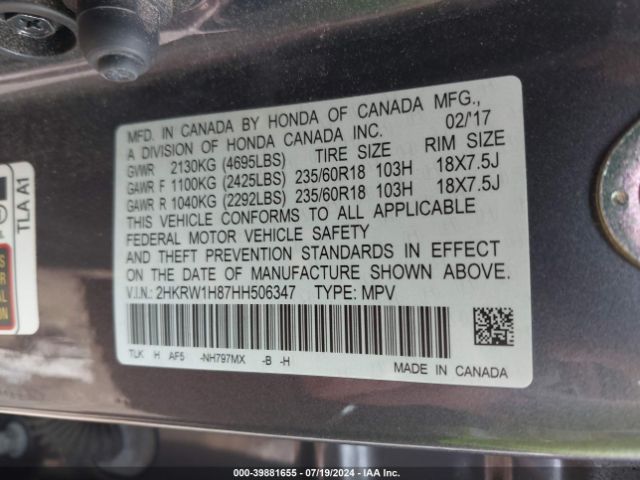 MFD. IN CANADA BY HONDA OF CANADA MFG.,
A DIVISION OF HONDA CANADA INC. 02/'17
GVWR 2130KG (4695LBS) TIRE SIZE RIM SIZE
GAWR F 1100KG (2425LBS) 235/60R18 103H 18X7.5J
GAWR R 1040KG (2292LBS) 235/60R18 103H 18X7.5J
THIS VEHICLE CONFORMS TO ALL APPLICABLE
FEDERAL MOTOR VEHICLE SAFETY
AND THEFT PREVENTION STANDARDS IN EFFECT
ON THE DATE OF MANUFACTURE SHOWN ABOVE.
V.I.N.: 2HKRW1H87HH506347 TYPE: MPV
TLK H AF5 -NH797MX -B -H
MADE IN CANADA
TLA A1
000-39881655 - 07/19/2024 - IAA Inc.